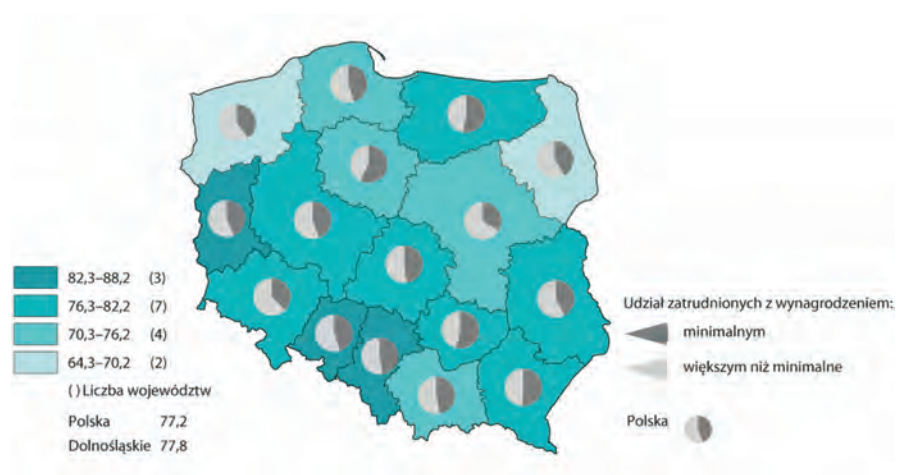 82,3–88,2 (3)
76,3–82,2 (7)
70,3–76,2 (4)
64,3–70,2 (2)
( ) Liczba województw
Polska 77,2
Dolnośląskie 77,8
Udział zatrudnionych z wynagrodzeniem:
minimalnym
większym niż minimalne
Polska